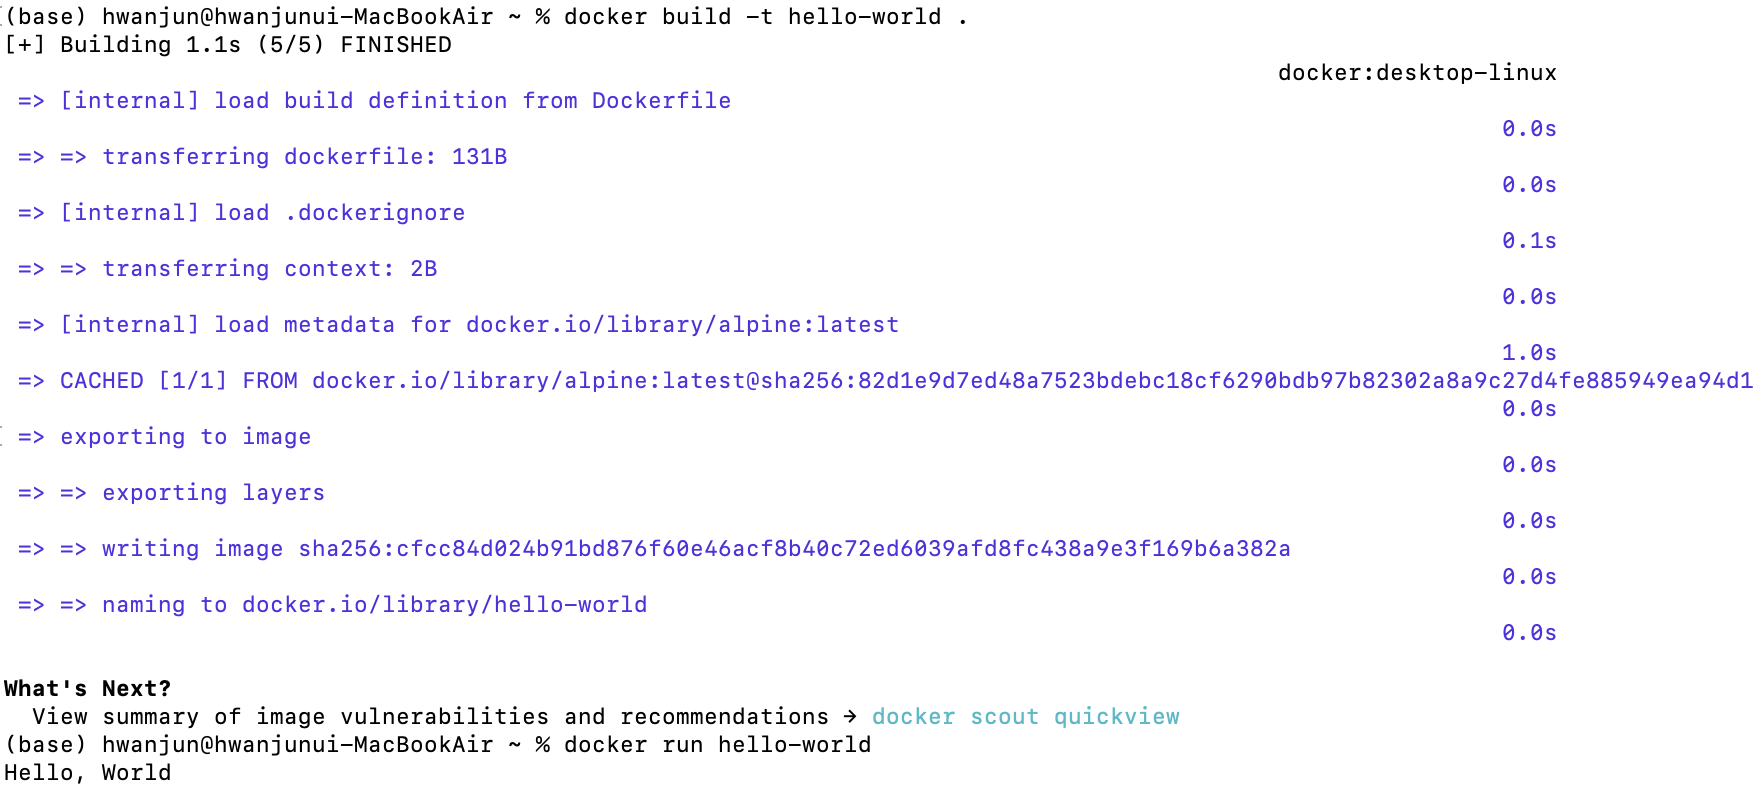 (base) hwanjun@hwanjunui-MacBookAir ~ % docker build -t hello-world .
[+] Building 1.1s (5/5) FINISHED
docker:desktop-linux
=> [internal] load build definition from Dockerfile
0.0s
=> => transferring dockerfile: 131B
0.0s
=> [internal] load .dockerignore
0.1s
=> => transferring context: 2B
0.0s
=> [internal] load metadata for docker.io/library/alpine:latest
1.0s
=> CACHED [1/1] FROM docker.io/library/alpine:latest@sha256:82d1e9d7ed48a7523bdebc18cf6290bdb97b82302a8a9c27d4fe885949ea94d1
0.0s
=> exporting to image
0.0s
=> => exporting layers
0.0s
=> => writing image sha256:cfcc84d024b91bd876f60e46acf8b40c72ed6039afd8fc438a9e3f169b6a382a
0.0s
=> => naming to docker.io/library/hello-world
0.0s
What's Next?
View summary of image vulnerabilities and recommendations → docker scout quickview
(base) hwanjun@hwanjunui-MacBookAir ~ % docker run hello-world
Hello, World